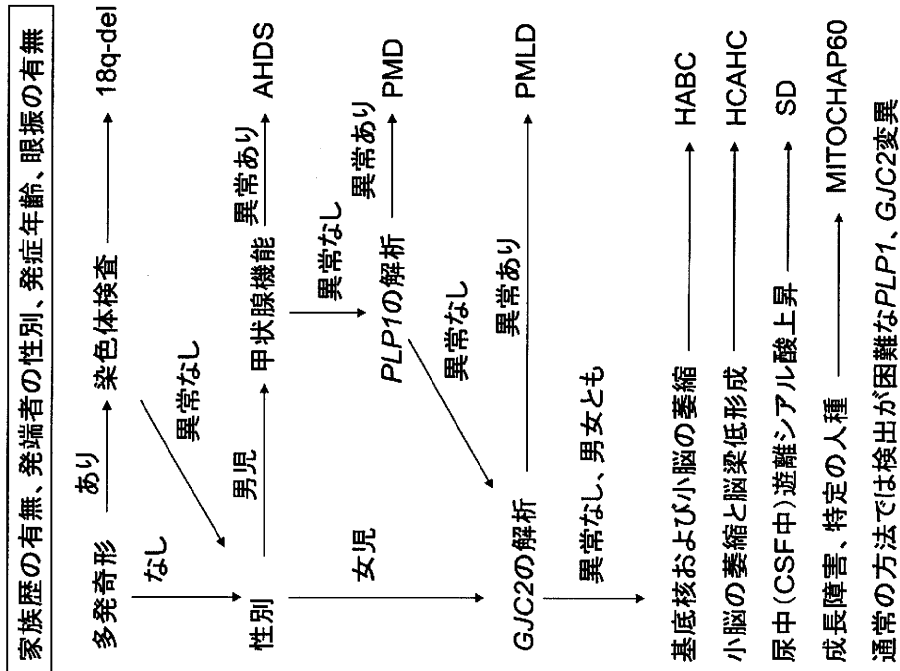 家族歴の有無、発端者の性別、発症年齢、眼振の有無
多発奇形 あり 染色体検査 18q-del
なし 異常なし
性別 男児 甲状腺機能 異常あり AHDS
異常なし
女児 PLP1の解析 異常あり PMD
異常なし
GJC2の解析 異常あり PMLD
異常なし、男女とも
基底核および小脳の萎縮 HABC
小脳の萎縮と脳梁低形成 HCAHC
尿中(CSF中)遊離シアル酸上昇 SD
成長障害、特定の人種 MITOCHAP60
通常の方法では検出が困難なPLP1、GJC2変異